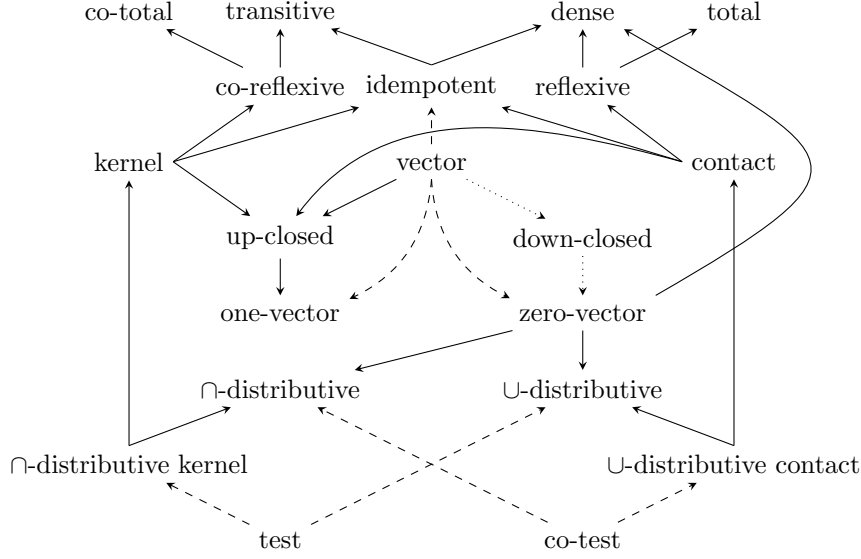 co-total transitive dense total
co-reflexive idempotent reflexive
kernel vector contact
up-closed down-closed
one-vector zero-vector
∩-distributive ∪-distributive
∩-distributive kernel ∪-distributive contact
test co-test